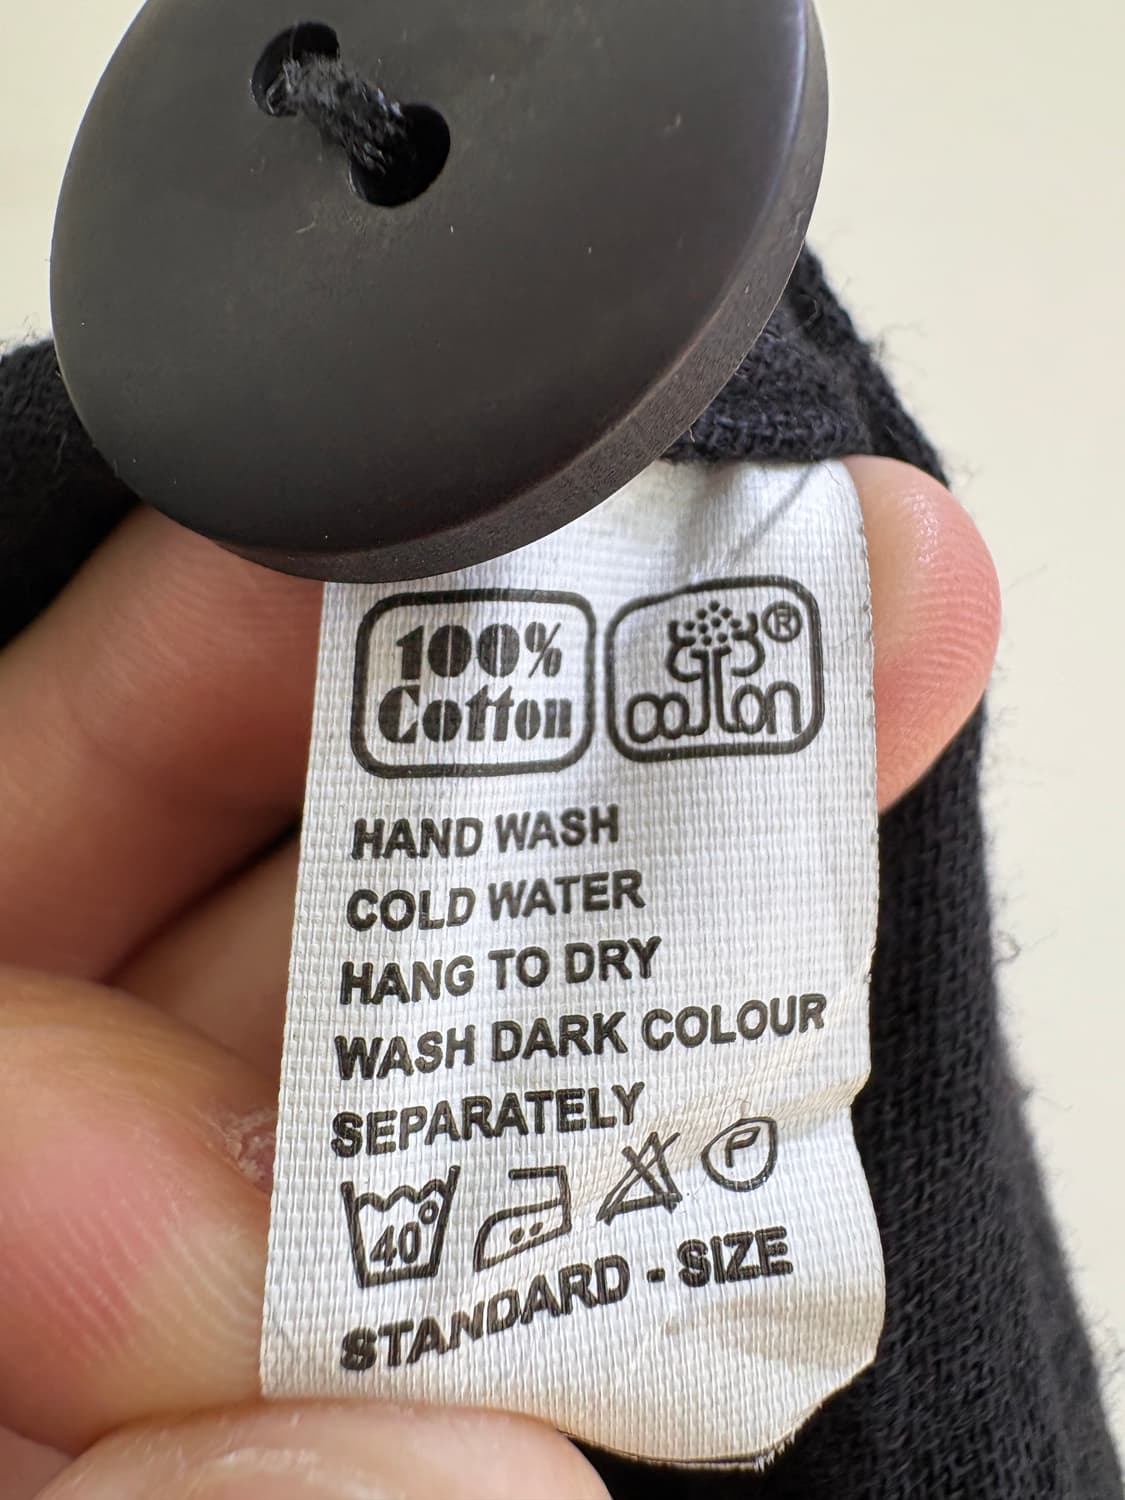 100%
Cotton
cotton ®
HAND WASH
COLD WATER
HANG TO DRY
WASH DARK COLOUR
SEPARATELY
40° P
STANDARD - SIZE